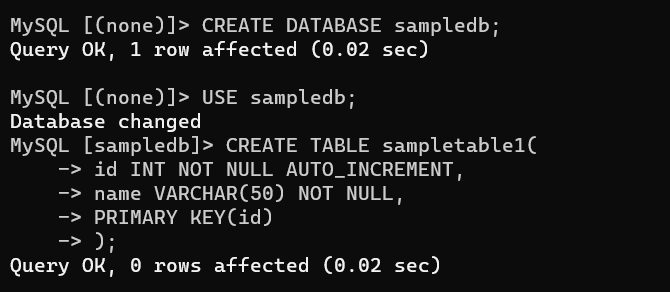 MySQL [(none)]> CREATE DATABASE sampledb;
Query OK, 1 row affected (0.02 sec)

MySQL [(none)]> USE sampledb;
Database changed
MySQL [sampledb]> CREATE TABLE sampletable1(
    -> id INT NOT NULL AUTO_INCREMENT,
    -> name VARCHAR(50) NOT NULL,
    -> PRIMARY KEY(id)
    -> );
Query OK, 0 rows affected (0.02 sec)